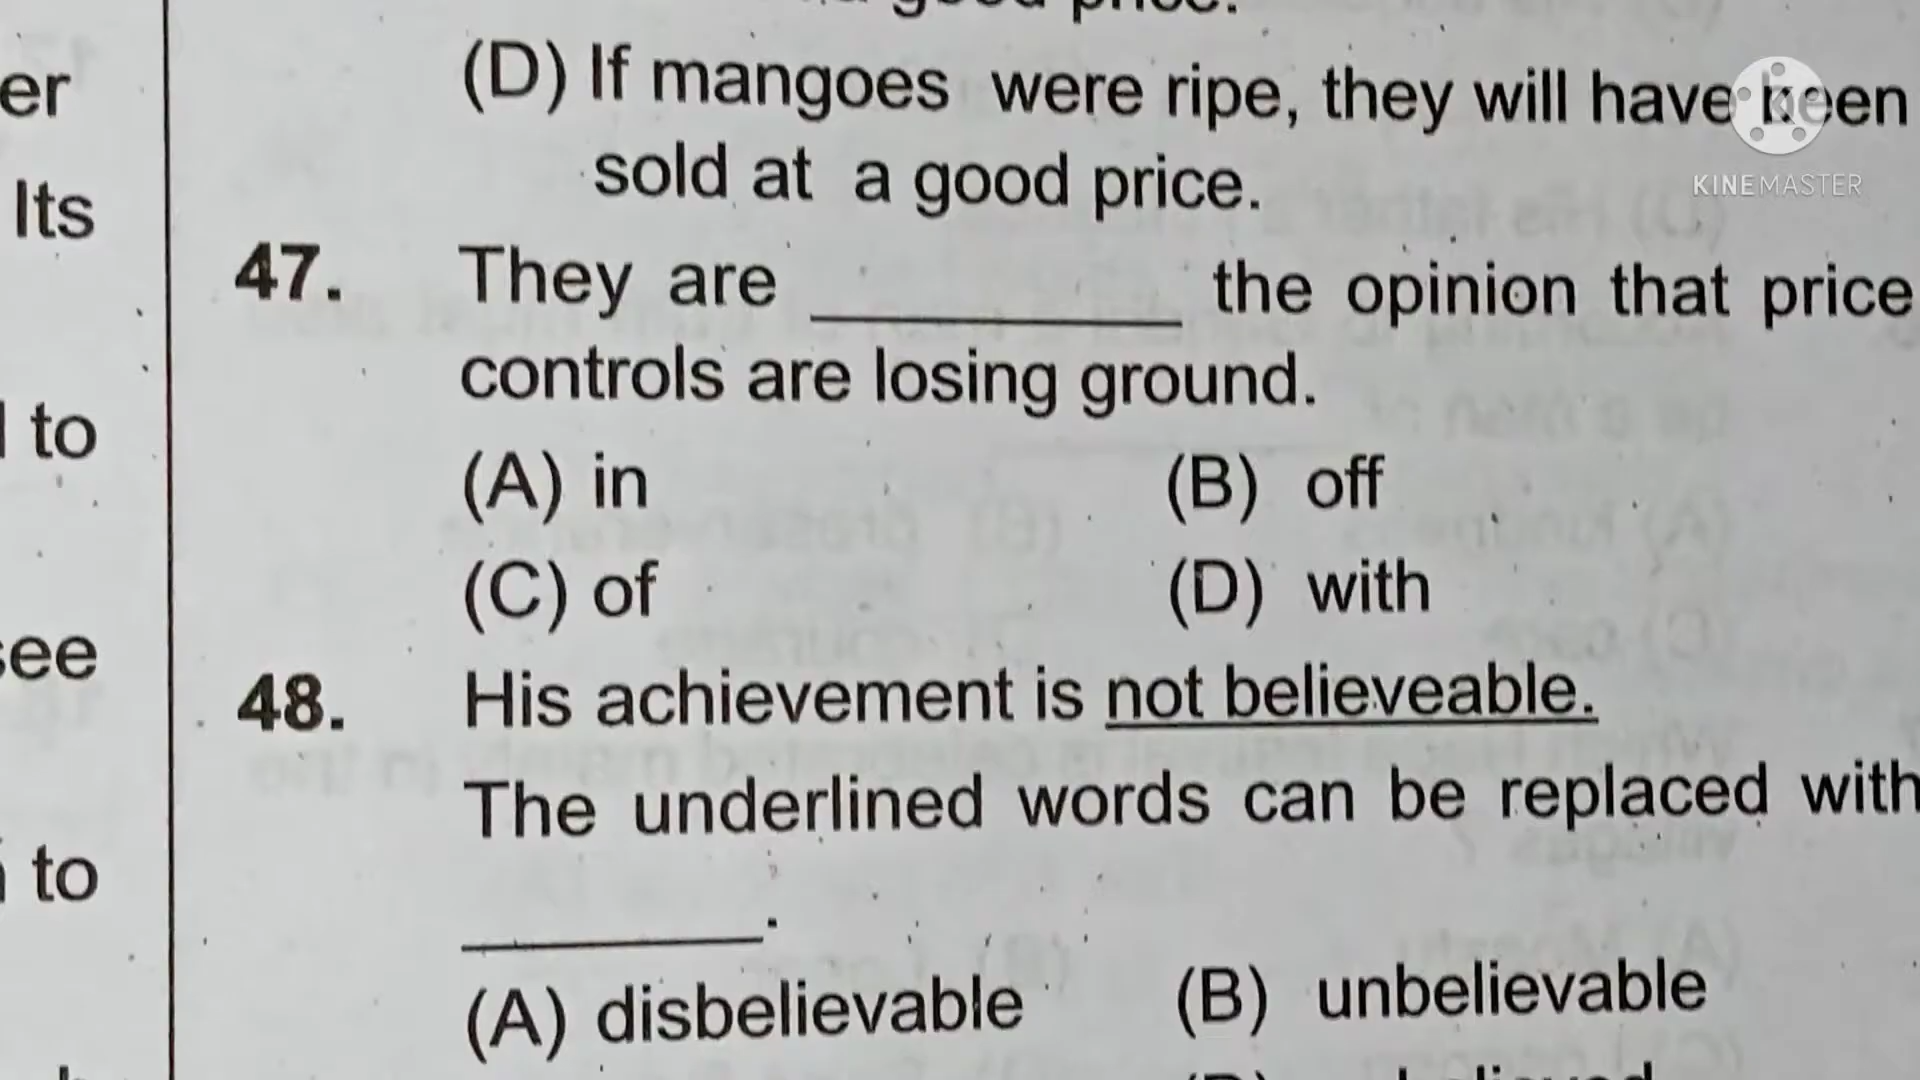 (D) If mangoes were ripe, they will have been
sold at a good price.
47. They are ________ the opinion that price
controls are losing ground.
(A) in (B) off
(C) of (D) with
48. His achievement is not believeable.
The underlined words can be replaced with
________.
(A) disbelievable (B) unbelievable
er
Its
to
see
to
KINEMASTER